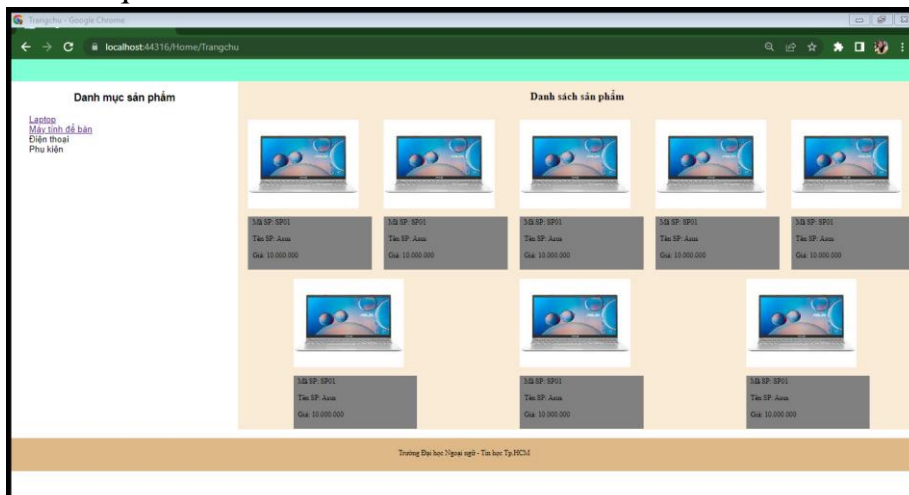 Trangchu - Google Chrome
localhost:44316/Home/Trangchu
Danh mục sản phẩm
Laptop
Máy tính để bàn
Điện thoại
Phụ kiện
Danh sách sản phẩm
Mã SP: SP01
Tên SP: Asus
Giá: 10.000.000
Mã SP: SP01
Tên SP: Asus
Giá: 10.000.000
Mã SP: SP01
Tên SP: Asus
Giá: 10.000.000
Mã SP: SP01
Tên SP: Asus
Giá: 10.000.000
Mã SP: SP01
Tên SP: Asus
Giá: 10.000.000
Mã SP: SP01
Tên SP: Asus
Giá: 10.000.000
Mã SP: SP01
Tên SP: Asus
Giá: 10.000.000
Mã SP: SP01
Tên SP: Asus
Giá: 10.000.000
Trường Đại học Ngoại ngữ - Tin học Tp.HCM